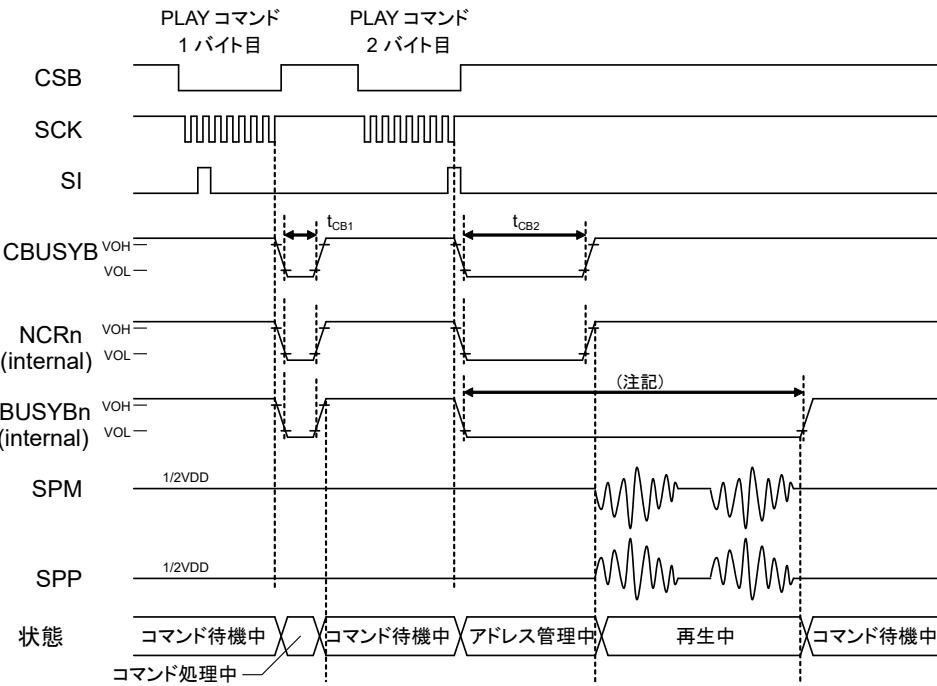 PLAY コマンド
1 バイト目
PLAY コマンド
2 バイト目
CSB
SCK
SI
tCB1
tCB2
CBUSYB
VOH
VOL
NCRn
(internal)
VOH
VOL
(注記)
BUSYBn
(internal)
VOH
VOL
SPM
1/2VDD
SPP
1/2VDD
状態
コマンド待機中
コマンド待機中
アドレス管理中
再生中
コマンド待機中
コマンド処理中